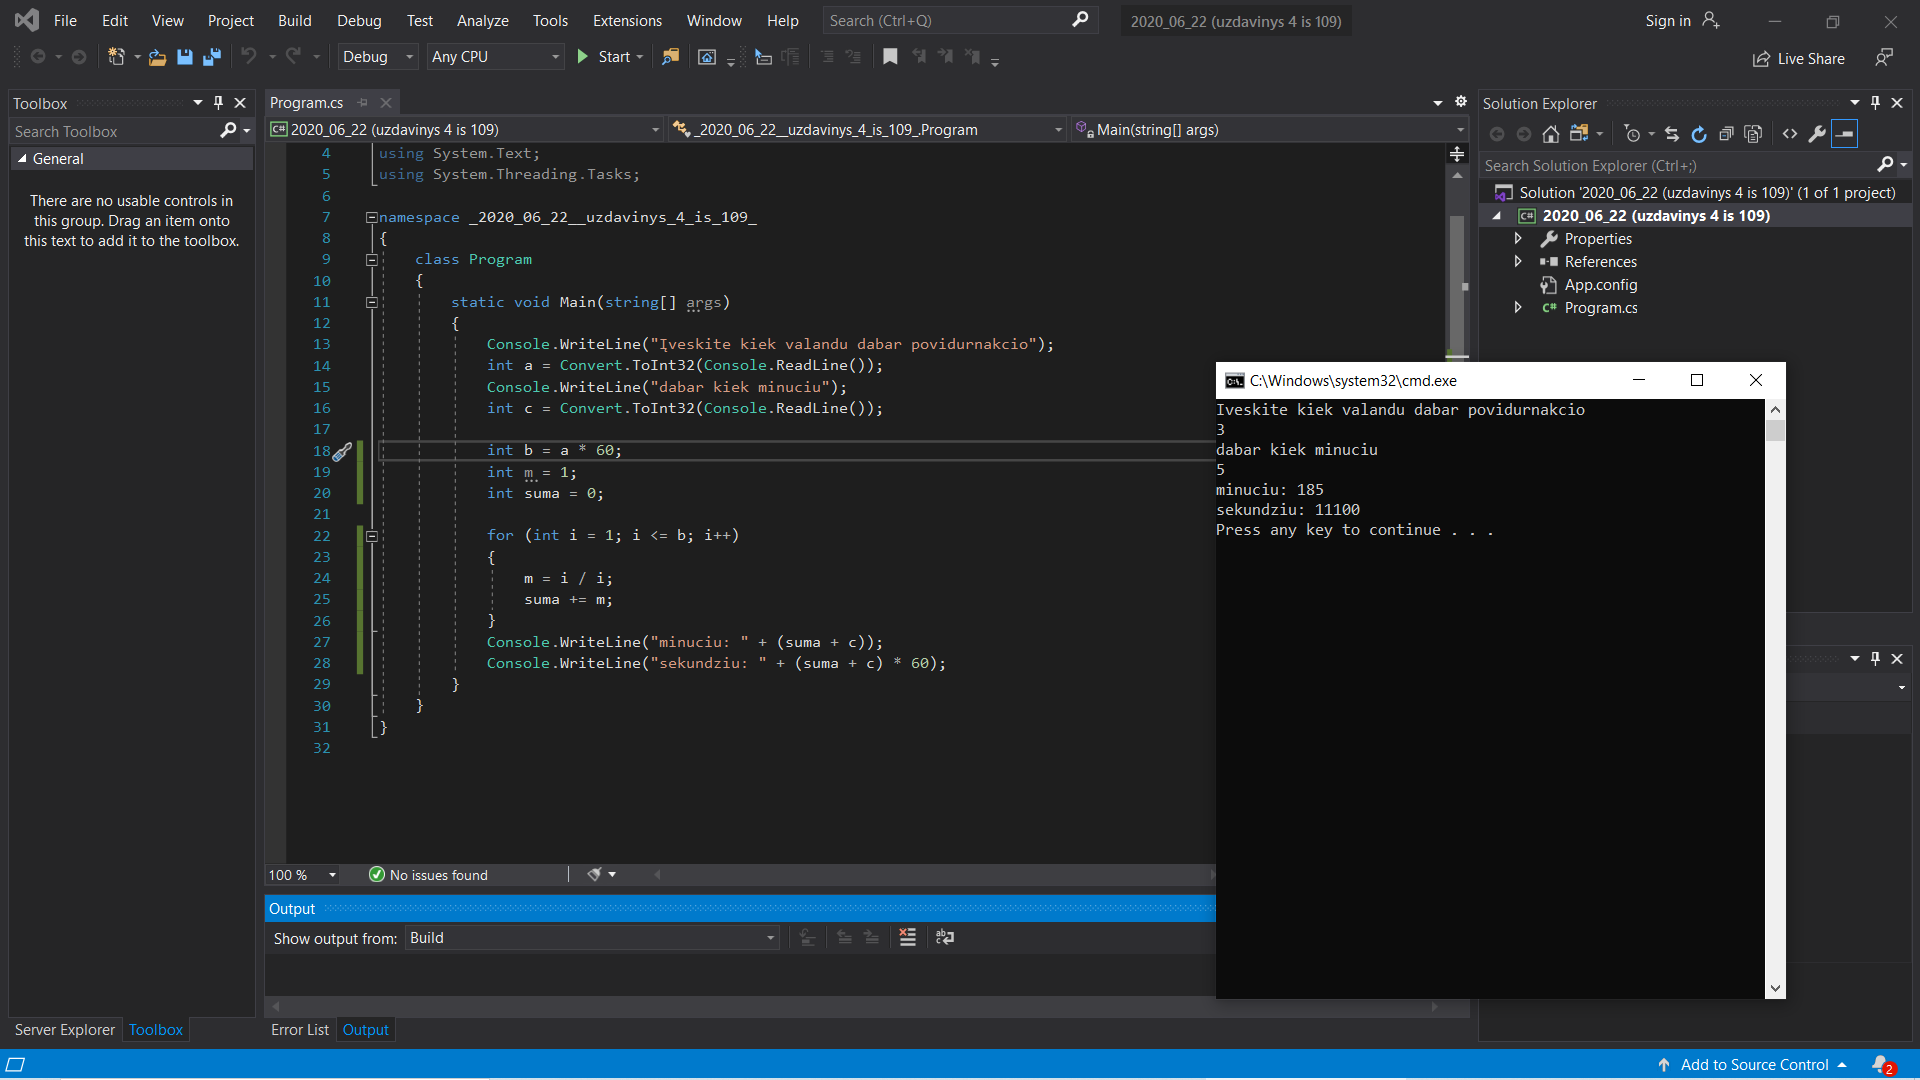 File Edit View Project Build Debug Test Analyze Tools Extensions Window Help Search (Ctrl+Q) 2020_06_22 (uzdavinys 4 is 109) Sign in
Debug Any CPU Start Live Share
Toolbox
Search Toolbox
General
There are no usable controls in
this group. Drag an item onto
this text to add it to the toolbox.
Server Explorer Toolbox
Program.cs
C# 2020_06_22 (uzdavinys 4 is 109) _2020_06_22__uzdavinys_4_is_109_.Program Main(string[] args)
4 using System.Text;
5 using System.Threading.Tasks;
6
7 namespace _2020_06_22__uzdavinys_4_is_109_
8 {
9 class Program
10 {
11 static void Main(string[] args)
12 {
13 Console.WriteLine("Įveskite kiek valandu dabar povidurnakcio");
14 int a = Convert.ToInt32(Console.ReadLine());
15 Console.WriteLine("dabar kiek minuciu");
16 int c = Convert.ToInt32(Console.ReadLine());
17
18 int b = a * 60;
19 int m = 1;
20 int suma = 0;
21
22 for (int i = 1; i <= b; i++)
23 {
24 m = i / i;
25 suma += m;
26 }
27 Console.WriteLine("minuciu: " + (suma + c));
28 Console.WriteLine("sekundziu: " + (suma + c) * 60);
29 }
30 }
31 }
32
100 % No issues found
Output
Show output from: Build
Error List Output
Solution Explorer
Search Solution Explorer (Ctrl+;)
Solution '2020_06_22 (uzdavinys 4 is 109)' (1 of 1 project)
C# 2020_06_22 (uzdavinys 4 is 109)
Properties
References
App.config
C# Program.cs
C:\Windows\system32\cmd.exe
Iveskite kiek valandu dabar povidurnakcio
3
dabar kiek minuciu
5
minuciu: 185
sekundziu: 11100
Press any key to continue . . .
Add to Source Control 2